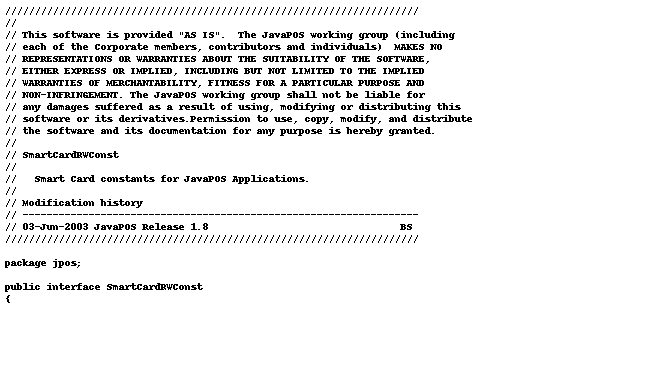 //////////////////////////////////////////////////////////////////////
//
// This software is provided "AS IS".  The JavaPOS working group (including
// each of the Corporate members, contributors and individuals)  MAKES NO
// REPRESENTATIONS OR WARRANTIES ABOUT THE SUITABILITY OF THE SOFTWARE,
// EITHER EXPRESS OR IMPLIED, INCLUDING BUT NOT LIMITED TO THE IMPLIED
// WARRANTIES OF MERCHANTABILITY, FITNESS FOR A PARTICULAR PURPOSE AND
// NON-INFRINGEMENT. The JavaPOS working group shall not be liable for
// any damages suffered as a result of using, modifying or distributing this
// software or its derivatives.Permission to use, copy, modify, and distribute
// the software and its documentation for any purpose is hereby granted.
//
// SmartCardRWConst
//
//   Smart Card constants for JavaPOS Applications.
//
// Modification history
// ------------------------------------------------------------------
// 03-Jun-2003 JavaPOS Release 1.8                                BS
//////////////////////////////////////////////////////////////////////
package jpos;
public interface SmartCardRWConst
{